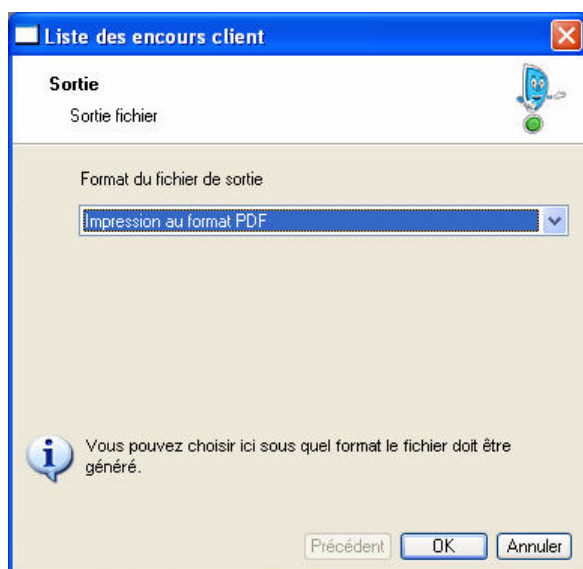 Liste des encours client
Sortie
Sortie fichier
Format du fichier de sortie
Impression au format PDF
Vous pouvez choisir ici sous quel format le fichier doit être
généré.
Précédent OK Annuler